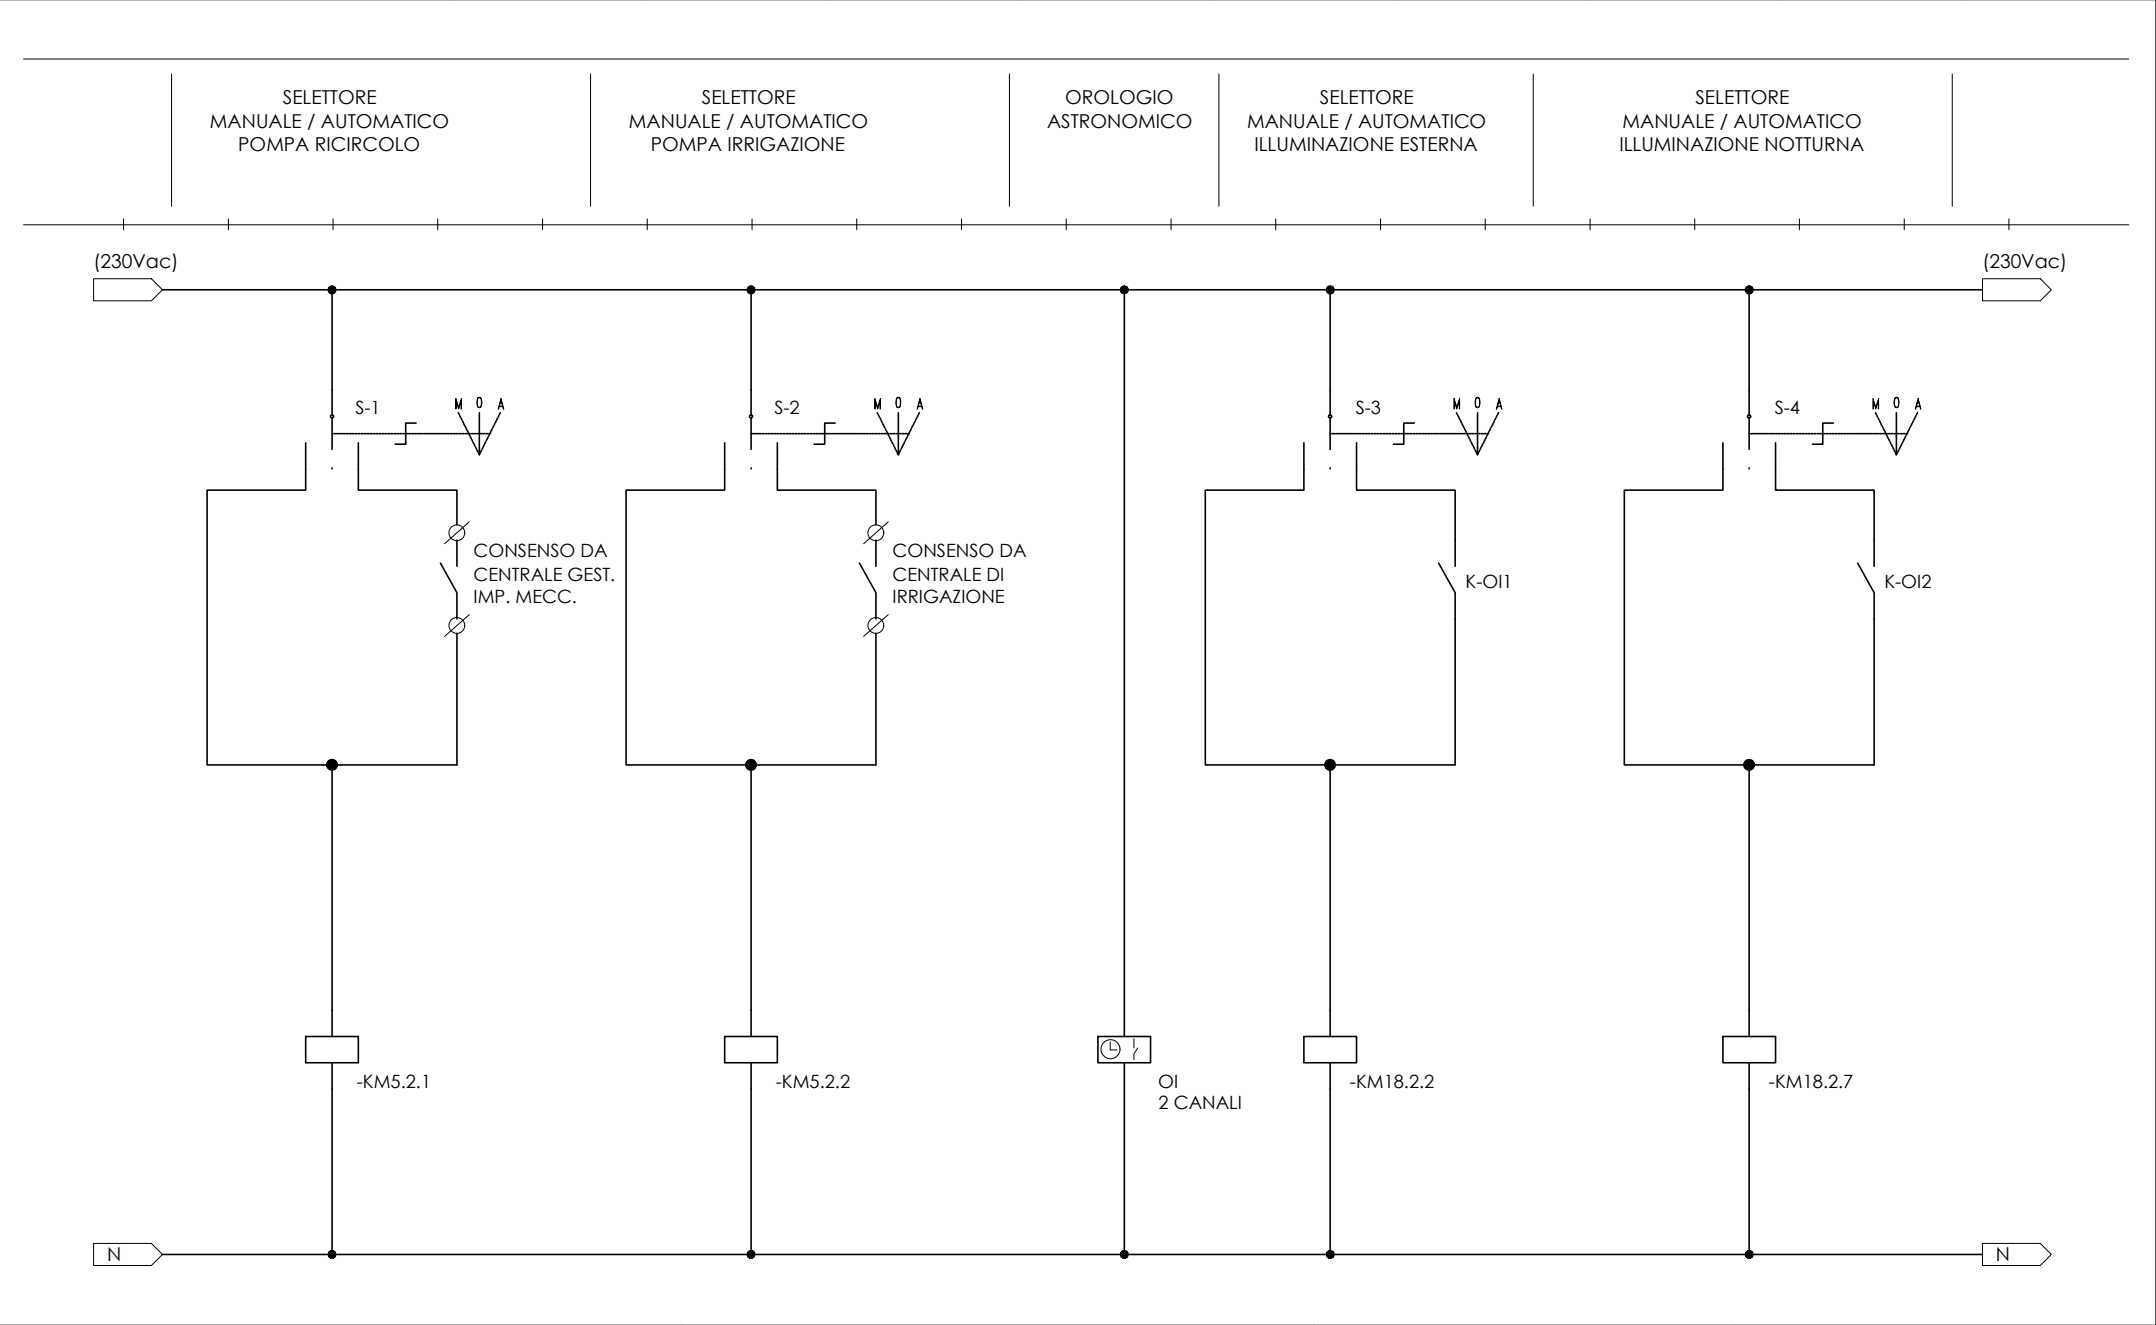 SELETTORE
MANUALE / AUTOMATICO
POMPA RICIRCOLO
SELETTORE
MANUALE / AUTOMATICO
POMPA IRRIGAZIONE
OROLOGIO
ASTRONOMICO
SELETTORE
MANUALE / AUTOMATICO
ILLUMINAZIONE ESTERNA
SELETTORE
MANUALE / AUTOMATICO
ILLUMINAZIONE NOTTURNA
(230Vac)
(230Vac)
S-1
M O A
S-2
M O A
S-3
M O A
S-4
M O A
CONSENSO DA
CENTRALE GEST.
IMP. MECC.
CONSENSO DA
CENTRALE DI
IRRIGAZIONE
K-OI1
K-OI2
-KM5.2.1
-KM5.2.2
OI
2 CANALI
-KM18.2.2
-KM18.2.7
N
N